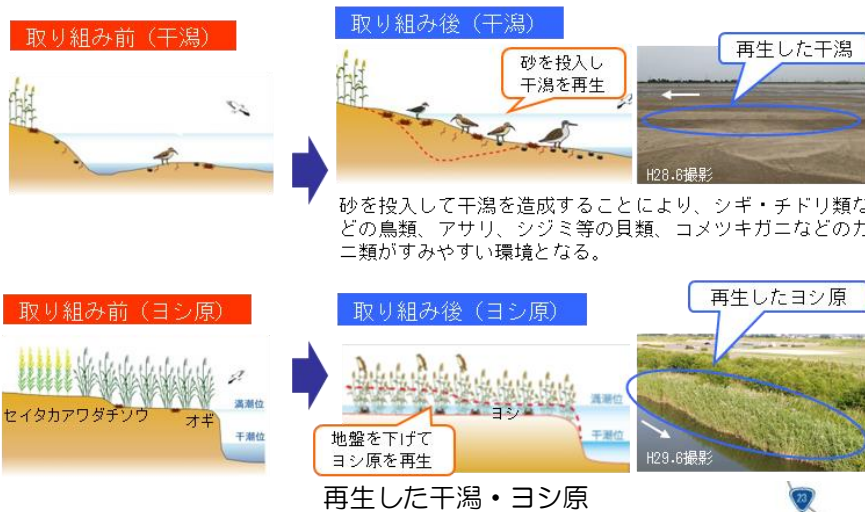 取り組み前（干潟）
取り組み後（干潟）
砂を投入し
干潟を再生
再生した干潟
H28.6撮影
砂を投入して干潟を造成することにより、シギ・チドリ類な
どの鳥類、アサリ、シジミ等の貝類、コメツキガニなどのカ
ニ類がすみやすい環境となる。
取り組み前（ヨシ原）
取り組み後（ヨシ原）
再生したヨシ原
セイタカアワダチソウ
オギ
満潮位
干潮位
ヨシ
満潮位
干潮位
地盤を下げて
ヨシ原を再生
H29.6撮影
再生した干潟・ヨシ原
23